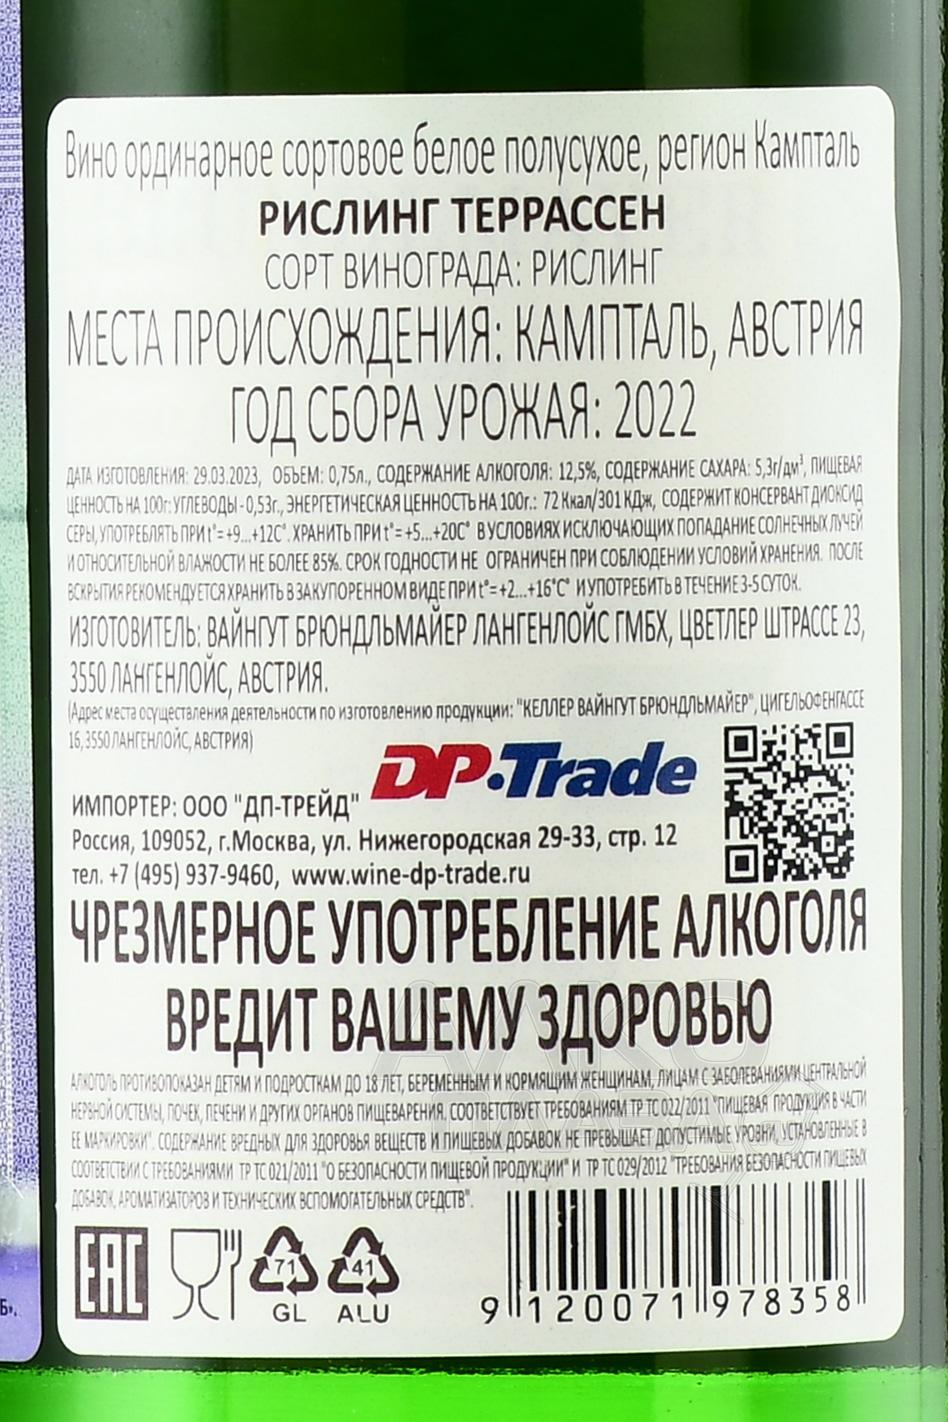 Вино ординарное сортовое белое полусухое, регион Кампталь
РИСЛИНГ ТЕРРАССЕН
СОРТ ВИНОГРАДА: РИСЛИНГ
МЕСТА ПРОИСХОЖДЕНИЯ: КАМПТАЛЬ, АВСТРИЯ
ГОД СБОРА УРОЖАЯ: 2022
ДАТА ИЗГОТОВЛЕНИЯ: 29.03.2023, ОБЪЕМ: 0,75л., СОДЕРЖАНИЕ АЛКОГОЛЯ: 12,5%, СОДЕРЖАНИЕ САХАРА: 5,3г/дм³, ПИЩЕВАЯ
ЦЕННОСТЬ НА 100г: УГЛЕВОДЫ - 0,53г., ЭНЕРГЕТИЧЕСКАЯ ЦЕННОСТЬ НА 100г.: 72 Ккал/301 КДж, СОДЕРЖИТ КОНСЕРВАНТ ДИОКСИД
СЕРЫ, УПОТРЕБЛЯТЬ ПРИ t°=+9...+12С°. ХРАНИТЬ ПРИ t°=+5...+20С° В УСЛОВИЯХ ИСКЛЮЧАЮЩИХ ПОПАДАНИЕ СОЛНЕЧНЫХ ЛУЧЕЙ
И ОТНОСИТЕЛЬНОЙ ВЛАЖНОСТИ НЕ БОЛЕЕ 85%. СРОК ГОДНОСТИ НЕ ОГРАНИЧЕН ПРИ СОБЛЮДЕНИИ УСЛОВИЙ ХРАНЕНИЯ. ПОСЛЕ
ВСКРЫТИЯ РЕКОМЕНДУЕТСЯ ХРАНИТЬ В ЗАКУПОРЕННОМ ВИДЕ ПРИ t°=+2...+16°С° И УПОТРЕБИТЬ В ТЕЧЕНИЕ 3-5 СУТОК.
ИЗГОТОВИТЕЛЬ: ВАЙНГУТ БРЮНДЛЬМАЙЕР ЛАНГЕНЛОЙС ГМБХ, ЦВЕТЛЕР ШТРАССЕ 23,
3550 ЛАНГЕНЛОЙС, АВСТРИЯ.
(Адрес места осуществления деятельности по изготовлению продукции: "КЕЛЛЕР ВАЙНГУТ БРЮНДЛЬМАЙЕР", ЦИГЕЛЬОФЕНГАССЕ
16, 3550 ЛАНГЕНЛОЙС, АВСТРИЯ)
DP·Trade
ИМПОРТЕР: ООО "ДП-ТРЕЙД"
Россия, 109052, г.Москва, ул. Нижегородская 29-33, стр. 12
тел. +7 (495) 937-9460, www.wine-dp-trade.ru
ЧРЕЗМЕРНОЕ УПОТРЕБЛЕНИЕ АЛКОГОЛЯ
ВРЕДИТ ВАШЕМУ ЗДОРОВЬЮ
АЛКОГОЛЬ ПРОТИВОПОКАЗАН ДЕТЯМ И ПОДРОСТКАМ ДО 18 ЛЕТ, БЕРЕМЕННЫМ И КОРМЯЩИМ ЖЕНЩИНАМ, ЛИЦАМ С ЗАБОЛЕВАНИЯМИ ЦЕНТРАЛЬНОЙ
НЕРВНОЙ СИСТЕМЫ, ПОЧЕК, ПЕЧЕНИ И ДРУГИХ ОРГАНОВ ПИЩЕВАРЕНИЯ. СООТВЕТСТВУЕТ ТРЕБОВАНИЯМ ТР ТС 022/2011 "ПИЩЕВАЯ ПРОДУКЦИЯ В ЧАСТИ
ЕЕ МАРКИРОВКИ". СОДЕРЖАНИЕ ВРЕДНЫХ ДЛЯ ЗДОРОВЬЯ ВЕЩЕСТВ И ПИЩЕВЫХ ДОБАВОК НЕ ПРЕВЫШАЕТ ДОПУСТИМЫЕ УРОВНИ, УСТАНОВЛЕННЫЕ В
СООТВЕТСТВИИ С ТРЕБОВАНИЯМИ ТР ТС 021/2011 "О БЕЗОПАСНОСТИ ПИЩЕВОЙ ПРОДУКЦИИ" И ТР ТС 029/2012 "ТРЕБОВАНИЯ БЕЗОПАСНОСТИ ПИЩЕВЫХ
ДОБАВОК, АРОМАТИЗАТОРОВ И ТЕХНИЧЕСКИХ ВСПОМОГАТЕЛЬНЫХ СРЕДСТВ".
EAC
71
GL
41
ALU
9 120071 978358